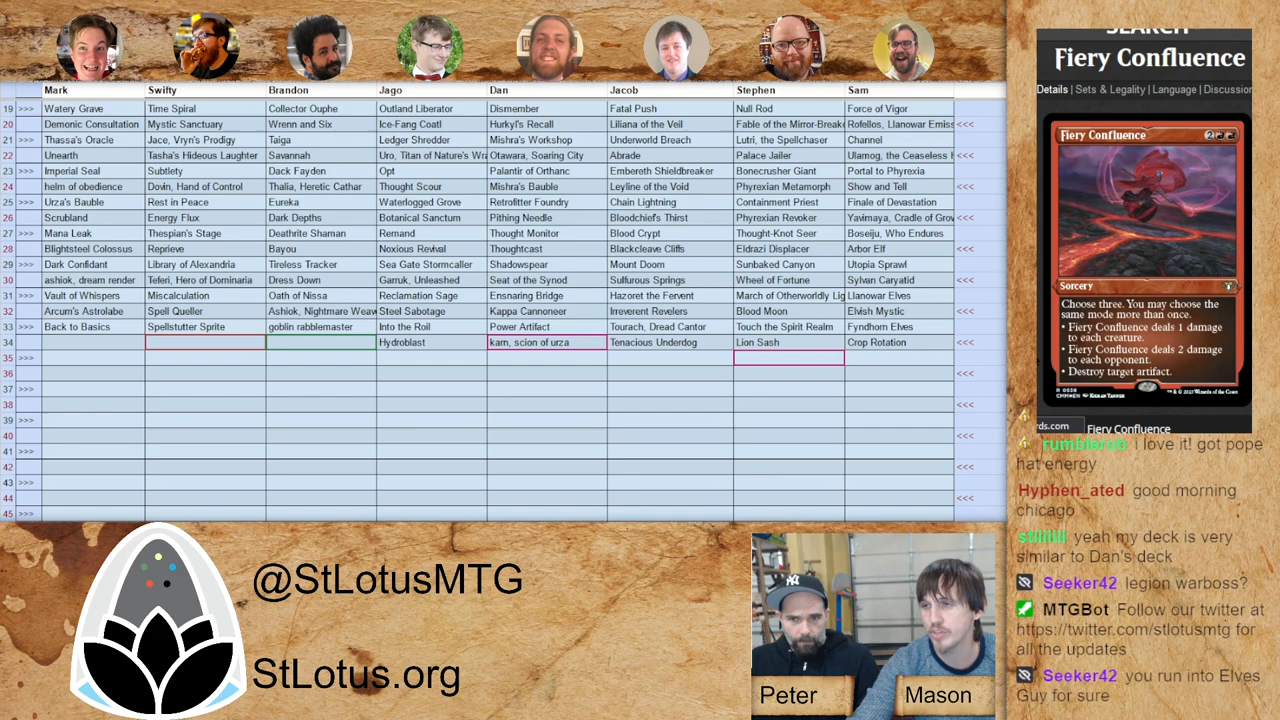 Mark Swifty Brandon Jago Dan Jacob Stephen Sam
19 >>> Watery Grave Time Spiral Collector Ouphe Outland Liberator Dismember Fatal Push Null Rod Force of Vigor
20 Demonic Consultation Mystic Sanctuary Wrenn and Six Ice-Fang Coatl Hurkyl's Recall Liliana of the Veil Fable of the Mirror-Breake Rofellos, Llanowar Emiss <<<
21 >>> Thassa's Oracle Jace, Vryn's Prodigy Taiga Ledger Shredder Mishra's Workshop Underworld Breach Lutri, the Spellchaser Channel
22 Unearth Tasha's Hideous Laughter Savannah Uro, Titan of Nature's Wra Otawara, Soaring City Abrade Palace Jailer Ulamog, the Ceaseless H <<<
23 >>> Imperial Seal Subtlety Dack Fayden Opt Palantir of Orthanc Embereth Shieldbreaker Bonecrusher Giant Portal to Phyrexia
24 helm of obedience Dovin, Hand of Control Thalia, Heretic Cathar Thought Scour Mishra's Bauble Leyline of the Void Phyrexian Metamorph Show and Tell <<<
25 >>> Urza's Bauble Rest in Peace Eureka Waterlogged Grove Retrofitter Foundry Chain Lightning Containment Priest Finale of Devastation
26 Scrubland Energy Flux Dark Depths Botanical Sanctum Pithing Needle Bloodchief's Thirst Phyrexian Revoker Yavimaya, Cradle of Grov <<<
27 >>> Mana Leak Thespian's Stage Deathrite Shaman Remand Thought Monitor Blood Crypt Thought-Knot Seer Boseiju, Who Endures
28 Blightsteel Colossus Reprieve Bayou Noxious Revival Thoughtcast Blackcleave Cliffs Eldrazi Displacer Arbor Elf <<<
29 >>> Dark Confidant Library of Alexandria Tireless Tracker Sea Gate Stormcaller Shadowspear Mount Doom Sunbaked Canyon Utopia Sprawl
30 ashiok, dream render Teferi, Hero of Dominaria Dress Down Garruk, Unleashed Seat of the Synod Sulfurous Springs Wheel of Fortune Sylvan Caryatid <<<
31 >>> Vault of Whispers Miscalculation Oath of Nissa Reclamation Sage Ensnaring Bridge Hazoret the Fervent March of Otherworldly Lig Llanowar Elves
32 Arcum's Astrolabe Spell Queller Ashiok, Nightmare Weav Steel Sabotage Kappa Cannoneer Irreverent Revelers Blood Moon Elvish Mystic <<<
33 >>> Back to Basics Spellstutter Sprite goblin rabblemaster Into the Roil Power Artifact Tourach, Dread Cantor Touch the Spirit Realm Fyndhorn Elves
34 Hydroblast karn, scion of urza Tenacious Underdog Lion Sash Crop Rotation <<<
35 >>>
36 <<<
37 >>>
38 <<<
39 >>>
40 <<<
41 >>>
42 <<<
43 >>>
44 <<<
45 >>>
@StLotusMTG
StLotus.org
Peter Mason
SEARCH
Fiery Confluence
Details | Sets & Legality | Language | Discussion
Fiery Confluence 2
Sorcery
Choose three. You may choose the
same mode more than once.
• Fiery Confluence deals 1 damage
to each creature.
• Fiery Confluence deals 2 damage
to each opponent.
• Destroy target artifact.
rds.com Fiery Confluence
rumblerob i love it! got pope
hat energy
Hyphen_ated good morning
chicago
yeah my deck is very
similar to Dan's deck
Seeker42 legion warboss?
MTGBot Follow our twitter at
https://twitter.com/stlotusmtg for
all the updates
Seeker42 you run into Elves
Guy for sure